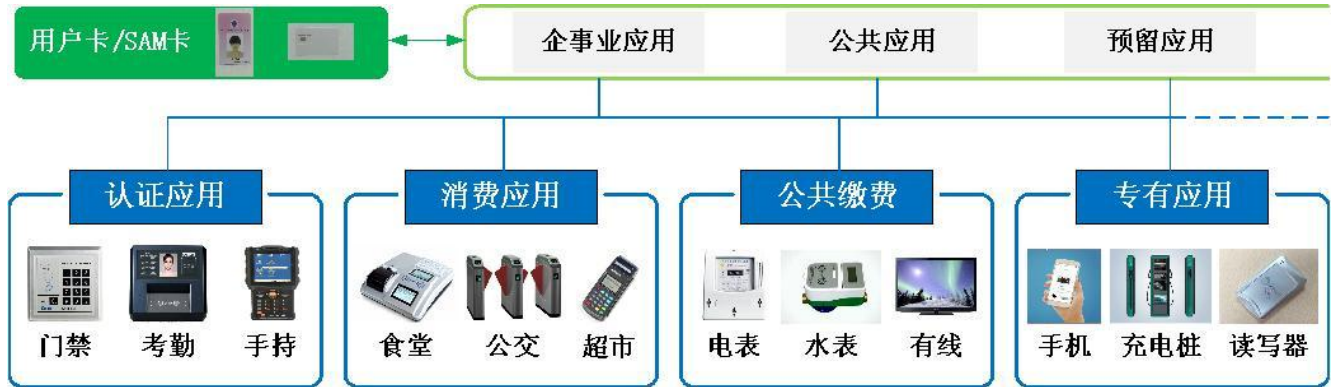 用户卡/SAM卡
企事业应用 公共应用 预留应用
认证应用 消费应用 公共缴费 专有应用
门禁 考勤 手持 食堂 公交 超市 电表 水表 有线 手机 充电桩 读写器